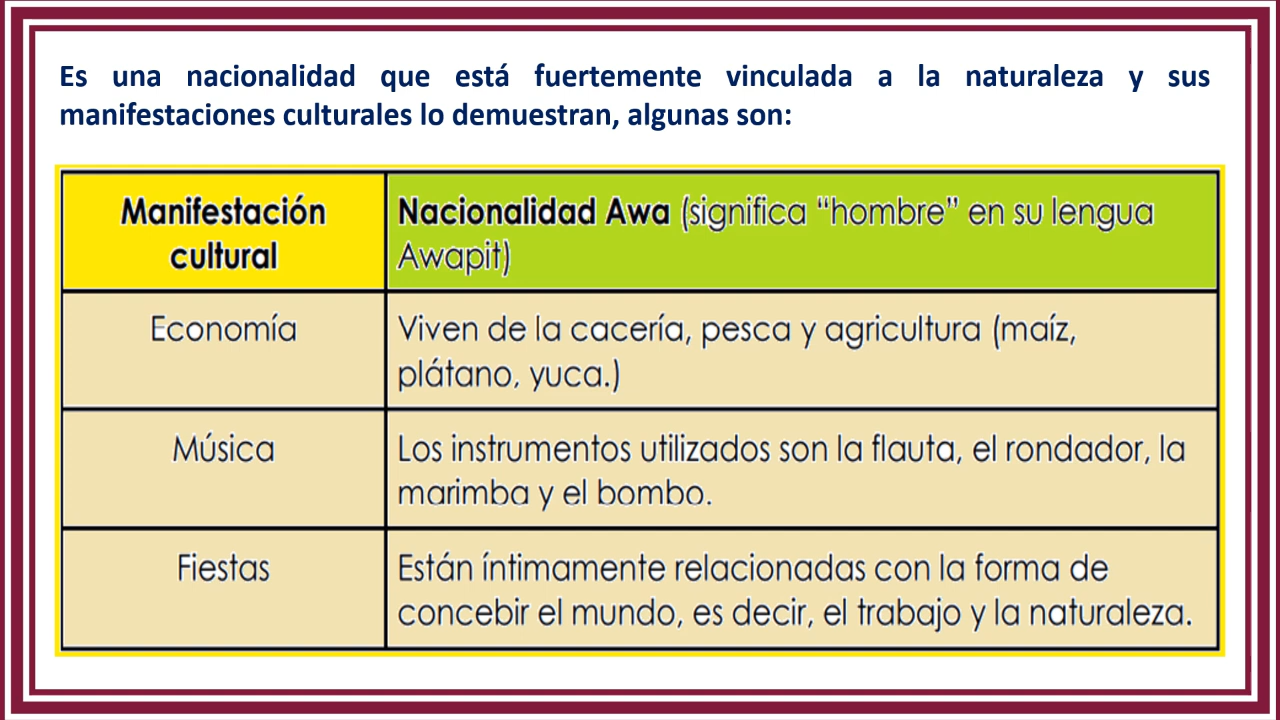 Es una nacionalidad que está fuertemente vinculada a la naturaleza y sus
manifestaciones culturales lo demuestran, algunas son:
Manifestación
cultural
Nacionalidad Awa (significa “hombre” en su lengua
Awapit)
Economía
Viven de la cacería, pesca y agricultura (maíz,
plátano, yuca.)
Música
Los instrumentos utilizados son la flauta, el rondador, la
marimba y el bombo.
Fiestas
Están íntimamente relacionadas con la forma de
concebir el mundo, es decir, el trabajo y la naturaleza.